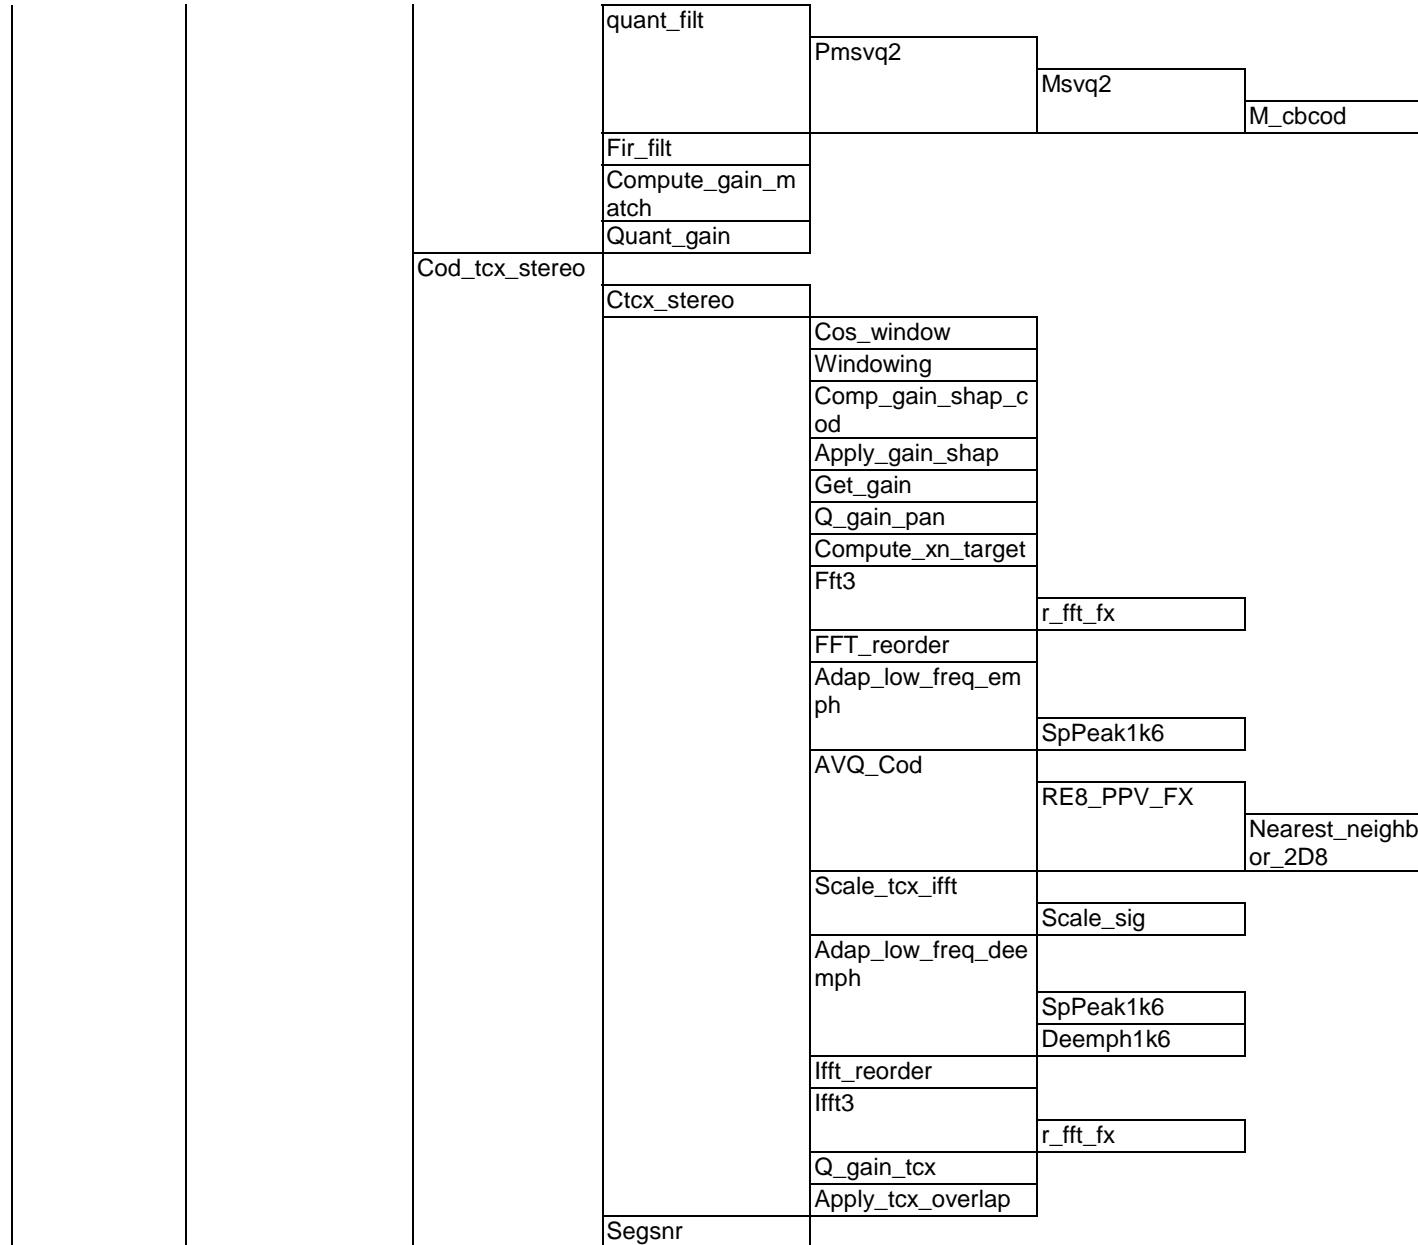 quant_filt
Pmsvq2
Msvq2
M_cbcod
Fir_filt
Compute_gain_m
atch
Quant_gain
Cod_tcx_stereo
Ctcx_stereo
Cos_window
Windowing
Comp_gain_shap_c
od
Apply_gain_shap
Get_gain
Q_gain_pan
Compute_xn_target
Fft3
r_fft_fx
FFT_reorder
Adap_low_freq_em
ph
SpPeak1k6
AVQ_Cod
RE8_PPV_FX
Nearest_neighb
or_2D8
Scale_tcx_ifft
Scale_sig
Adap_low_freq_dee
mph
SpPeak1k6
Deemph1k6
Ifft_reorder
Ifft3
r_fft_fx
Q_gain_tcx
Apply_tcx_overlap
Segsnr